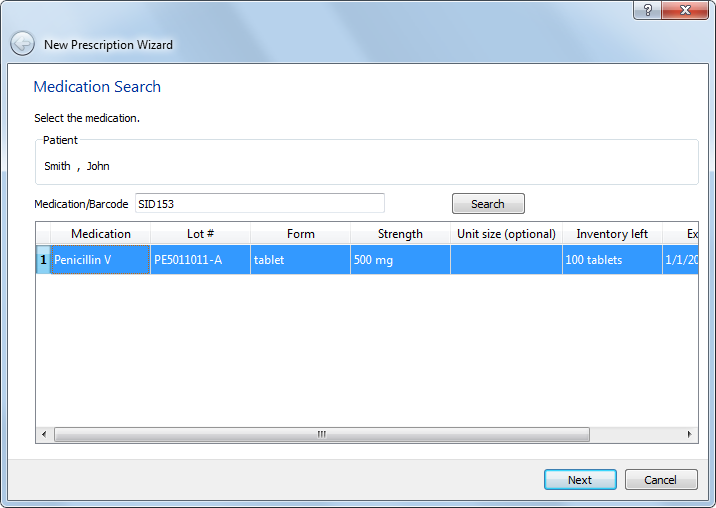 New Prescription Wizard
Medication Search
Select the medication.
Patient
Smith , John
Medication/Barcode SID153 Search
Medication Lot # Form Strength Unit size (optional) Inventory left Ex
1 Penicillin V PE5011011-A tablet 500 mg 100 tablets 1/1/20
Next Cancel